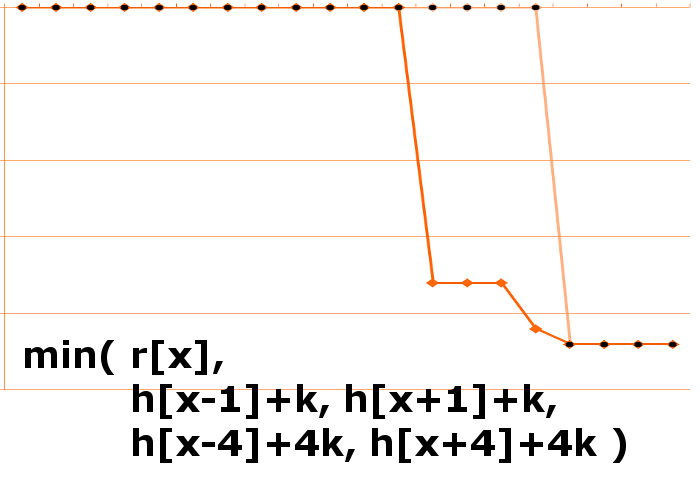 min( r[x],
h[x-1]+k, h[x+1]+k,
h[x-4]+4k, h[x+4]+4k )